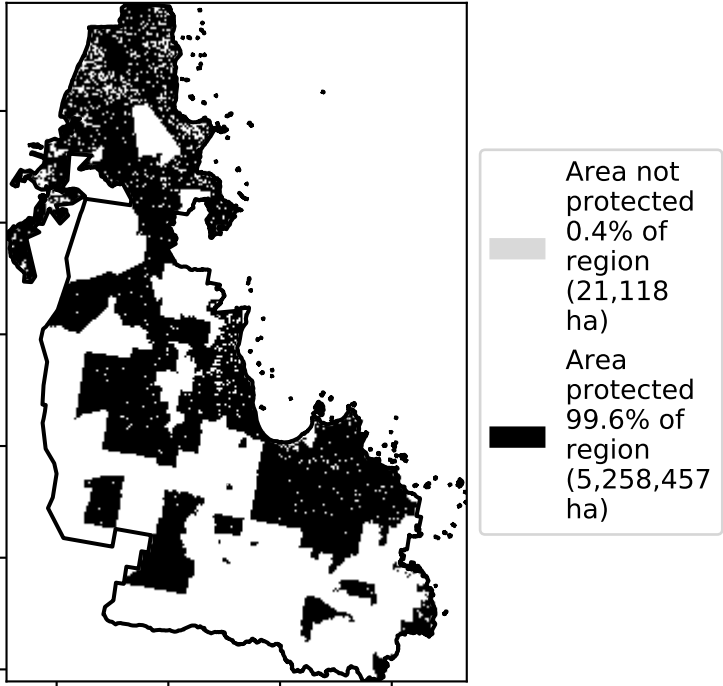 Area not
protected
0.4% of
region
(21,118
ha)
Area
protected
99.6% of
region
(5,258,457
ha)